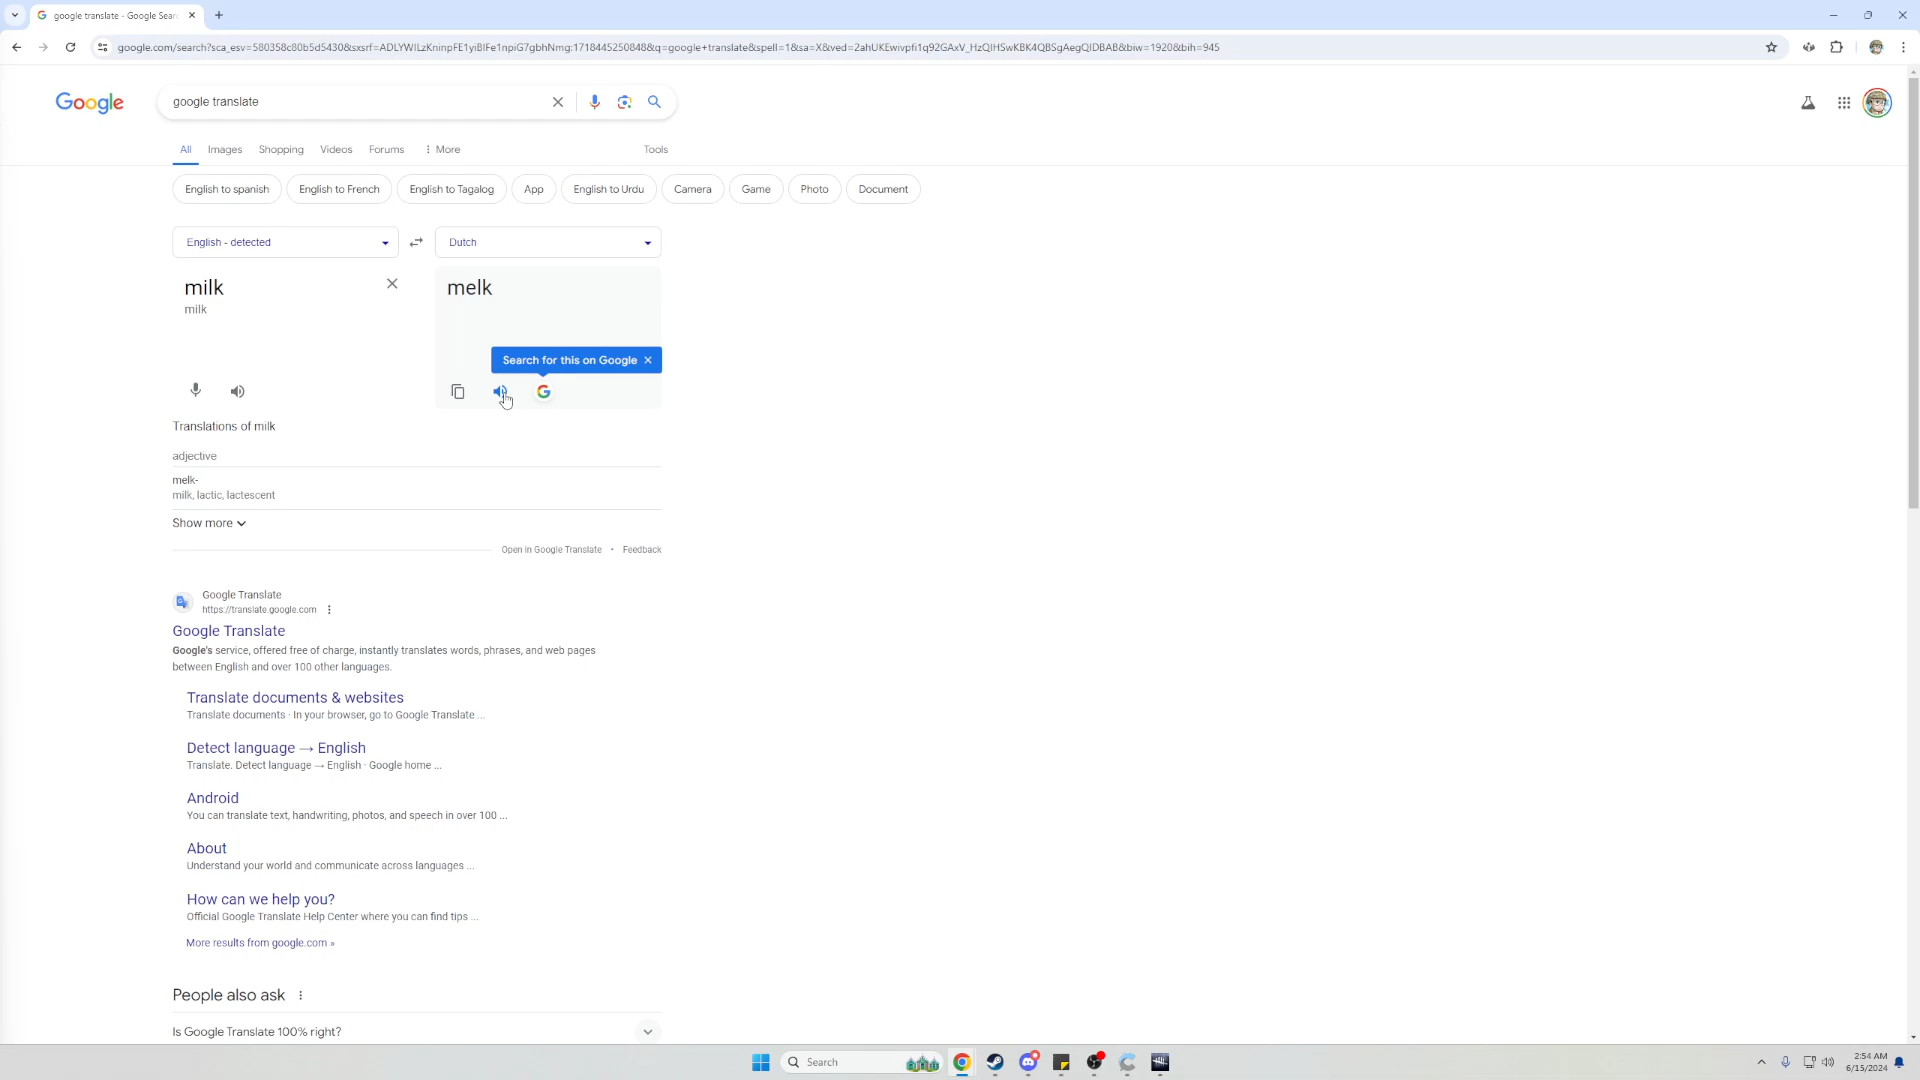 google translate - Google Sear
google.com/search?sca_esv=580358c80b5d5430&sxsrf=ADLYWILzKninpFE1yiBIFe1npiG7gbhNmg:1718445250848&q=google+translate&spell=1&sa=X&ved=2ahUKEwivpfi1q92GAxV_HzQIHSwKBK4QBSgAegQIDBAB&biw=1920&bih=945
Google
google translate
All Images Shopping Videos Forums More Tools
English to spanish English to French English to Tagalog App English to Urdu Camera Game Photo Document
English - detected Dutch
milk melk
milk
Search for this on Google
Translations of milk
adjective
melk-
milk, lactic, lactescent
Show more
Open in Google Translate • Feedback
Google Translate
https://translate.google.com
Google Translate
Google's service, offered free of charge, instantly translates words, phrases, and web pages
between English and over 100 other languages.
Translate documents & websites
Translate documents · In your browser, go to Google Translate ...
Detect language → English
Translate. Detect language → English · Google home ...
Android
You can translate text, handwriting, photos, and speech in over 100 ...
About
Understand your world and communicate across languages ...
How can we help you?
Official Google Translate Help Center where you can find tips ...
More results from google.com »
People also ask
Is Google Translate 100% right?
Search
2:54 AM
6/15/2024